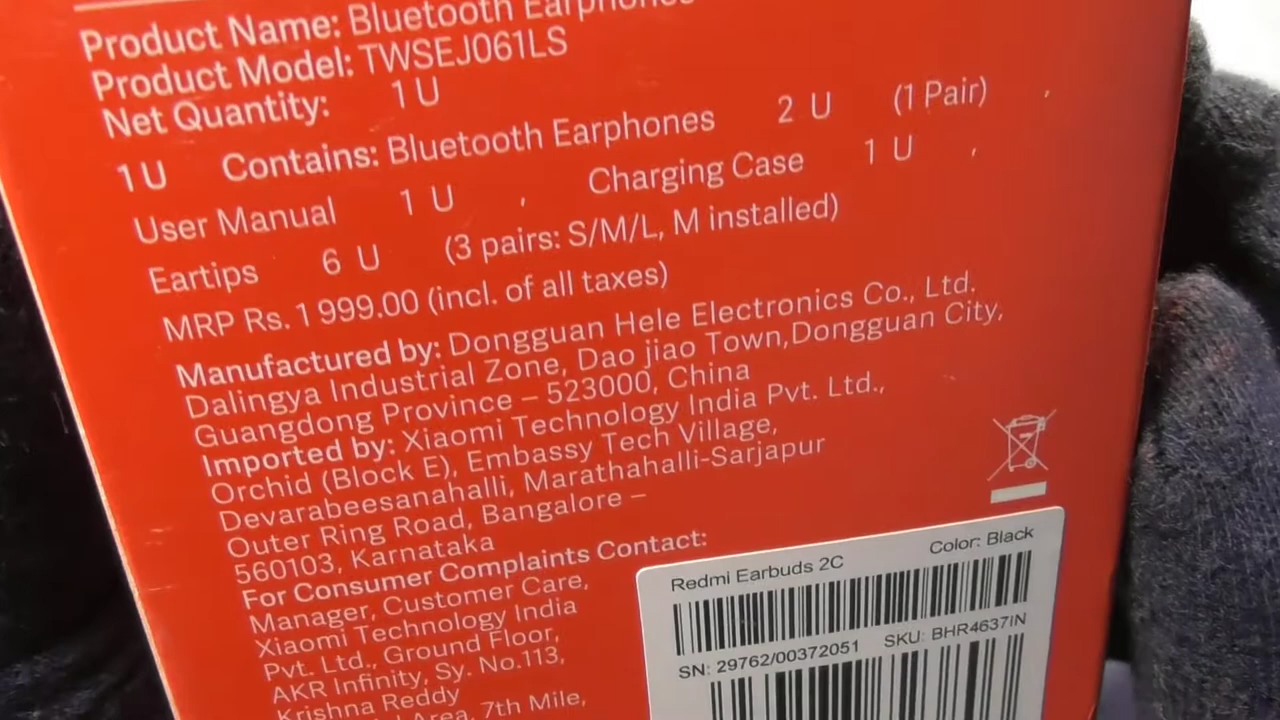 Product Name: Bluetooth Earphones
Product Model: TWSEJ061LS
Net Quantity: 1 U
1 U Contains: Bluetooth Earphones 2 U (1 Pair) ,
User Manual 1 U , Charging Case 1 U ,
Eartips 6 U (3 pairs: S/M/L, M installed)
MRP Rs. 1 999.00 (incl. of all taxes)
Manufactured by: Dongguan Hele Electronics Co., Ltd.
Dalingya Industrial Zone, Dao jiao Town,Dongguan City,
Guangdong Province – 523000, China
Imported by: Xiaomi Technology India Pvt. Ltd.,
Orchid (Block E), Embassy Tech Village,
Devarabeesanahalli, Marathahalli-Sarjapur
Outer Ring Road, Bangalore –
560103, Karnataka
For Consumer Complaints Contact:
Manager, Customer Care,
Xiaomi Technology India
Pvt. Ltd., Ground Floor,
AKR Infinity, Sy. No.113,
Krishna Reddy
Area, 7th Mile,
Redmi Earbuds 2C Color: Black
SN: 29762/00372051 SKU: BHR4637IN